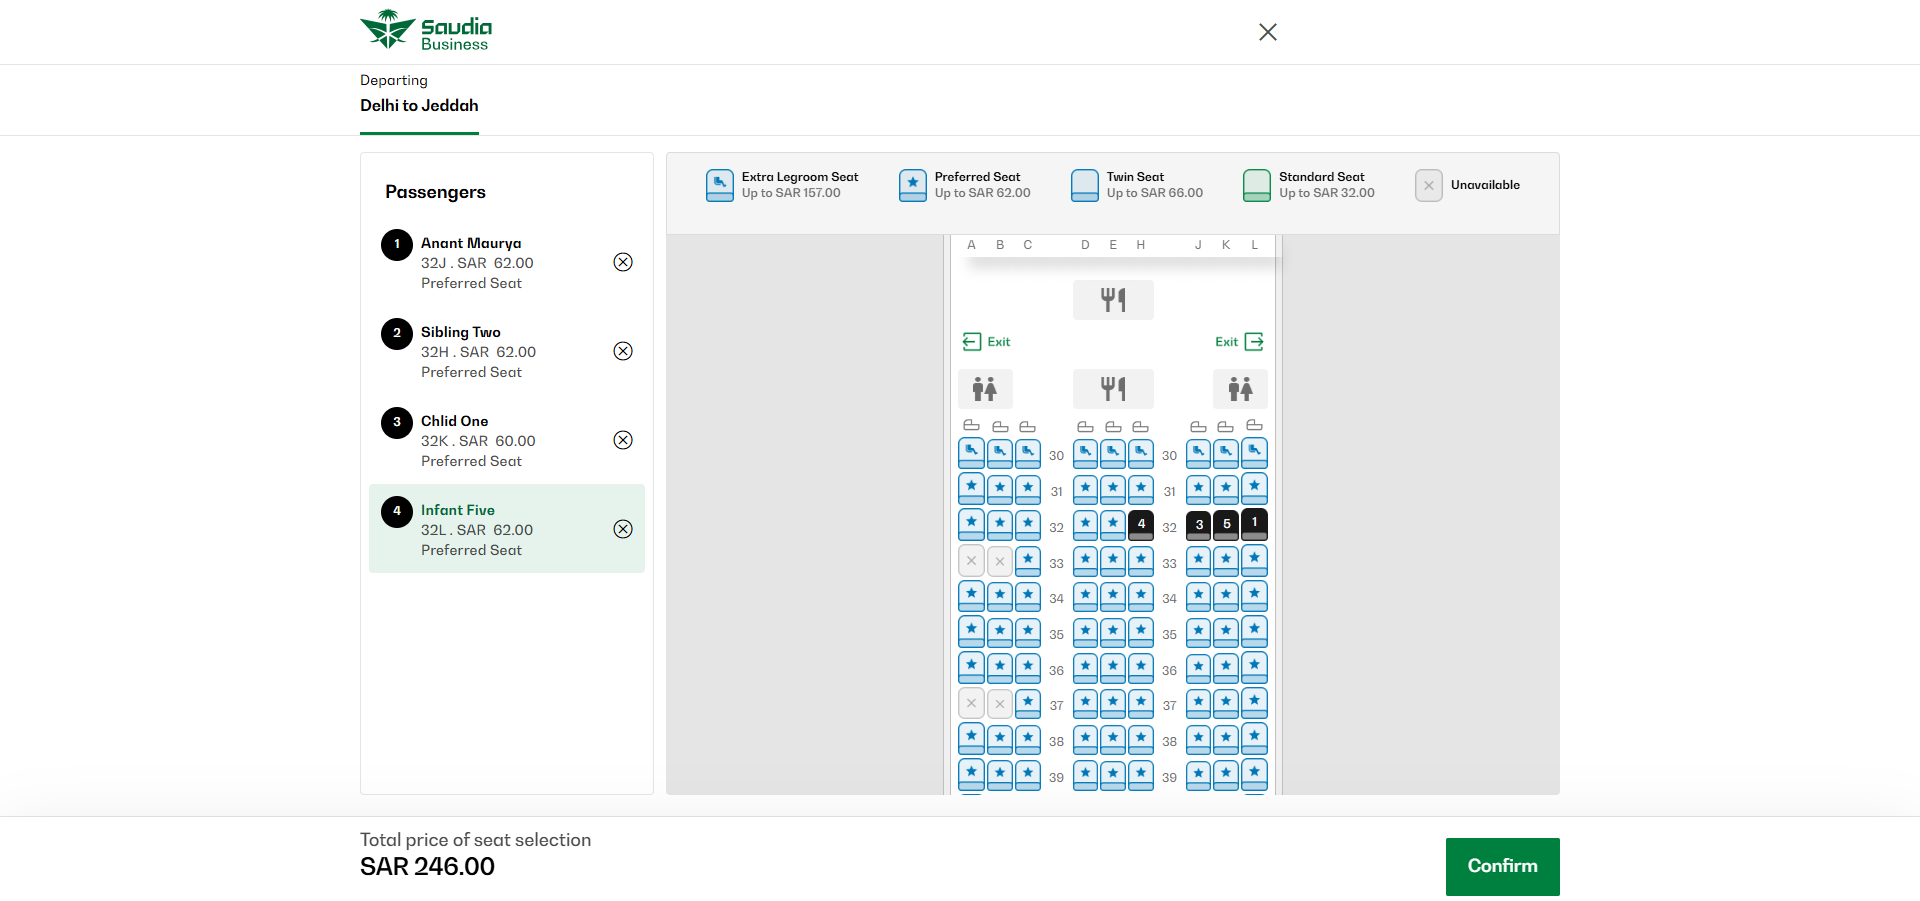 Saudia
Business
Departing
Delhi to Jeddah
Passengers
1 Anant Maurya
32J . SAR 62.00
Preferred Seat
2 Sibling Two
32H . SAR 62.00
Preferred Seat
3 Chlid One
32K . SAR 60.00
Preferred Seat
4 Infant Five
32L . SAR 62.00
Preferred Seat
Extra Legroom Seat
Up to SAR 157.00
Preferred Seat
Up to SAR 62.00
Twin Seat
Up to SAR 66.00
Standard Seat
Up to SAR 32.00
Unavailable
A B C D E H J K L
Exit Exit
30 30
31 31
32 4 32 3 5 1
33 33
34 34
35 35
36 36
37 37
38 38
39 39
Total price of seat selection
SAR 246.00
Confirm